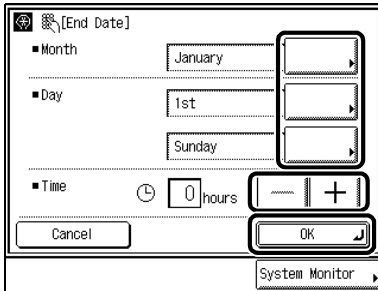 [End Date]
Month
January
Day
1st
Sunday
Time
0 hours
— +
Cancel
OK
System Monitor